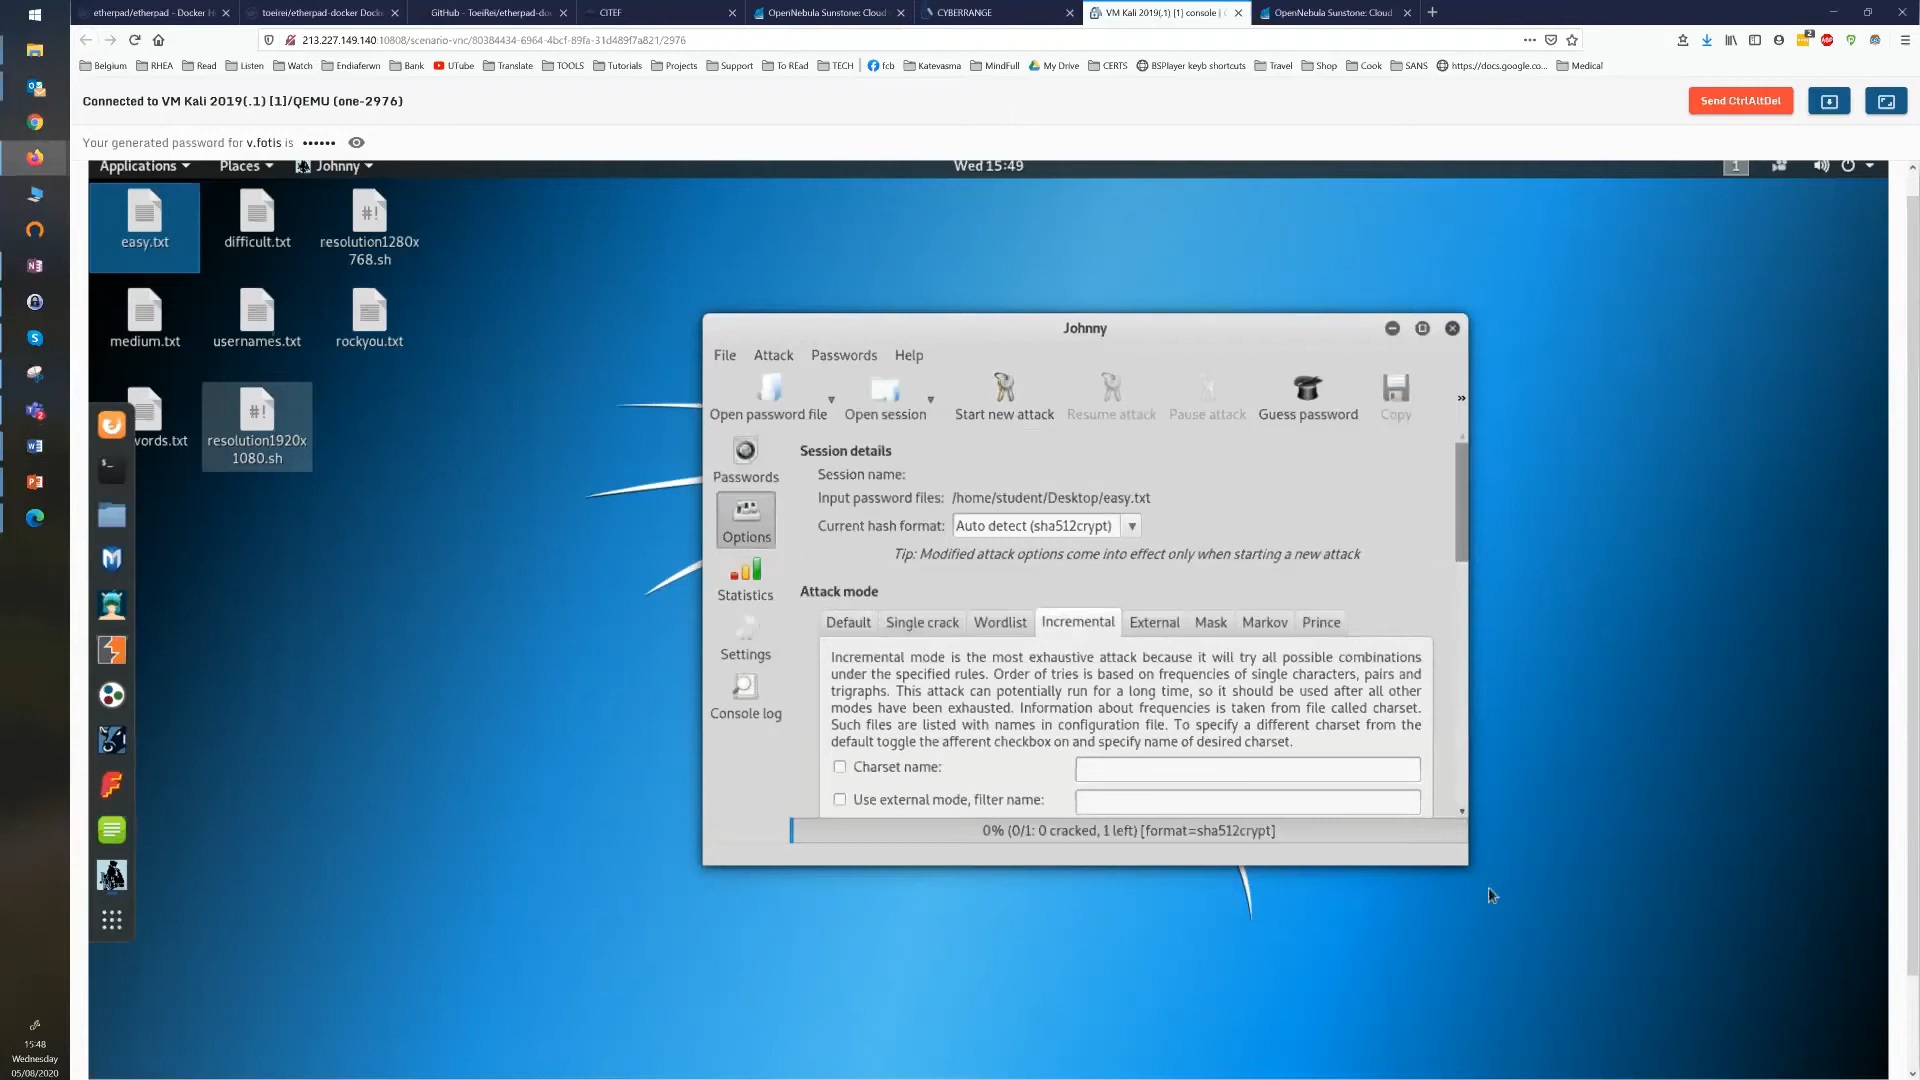 etherpad/etherpad - Docker H
toeirei/etherpad-docker Dock
GitHub - ToeiRei/etherpad-do
CITEF
OpenNebula Sunstone: Cloud
CYBERRANGE
VM Kali 2019(.1) [1] console |
OpenNebula Sunstone: Cloud
213.227.149.140:10808/scenario-vnc/80384434-6964-4bcf-89fa-31d489f7a821/2976
Belgium RHEA Read Listen Watch Endiaferwn Bank UTube Translate TOOLS Tutorials Projects Support To REad TECH fcb Katevasma MindFull My Drive CERTS BSPlayer keyb shortcuts Travel Shop Cook SANS https://docs.google.co... Medical
Connected to VM Kali 2019(.1) [1]/QEMU (one-2976)
Send CtrlAltDel
Your generated password for v.fotis is ••••••
Applications Places Johnny Wed 15:49 1
easy.txt
difficult.txt
resolution1280x
768.sh
medium.txt
usernames.txt
rockyou.txt
words.txt
resolution1920x
1080.sh
Johnny
File Attack Passwords Help
Open password file Open session Start new attack Resume attack Pause attack Guess password Copy »
Passwords
Options
Statistics
Settings
Console log
Session details
Session name:
Input password files: /home/student/Desktop/easy.txt
Current hash format: Auto detect (sha512crypt)
Tip: Modified attack options come into effect only when starting a new attack
Attack mode
Default Single crack Wordlist Incremental External Mask Markov Prince
Incremental mode is the most exhaustive attack because it will try all possible combinations
under the specified rules. Order of tries is based on frequencies of single characters, pairs and
trigraphs. This attack can potentially run for a long time, so it should be used after all other
modes have been exhausted. Information about frequencies is taken from file called charset.
Such files are listed with names in configuration file. To specify a different charset from the
default toggle the afferent checkbox on and specify name of desired charset.
Charset name:
Use external mode, filter name:
0% (0/1: 0 cracked, 1 left) [format=sha512crypt]
15:48
Wednesday
05/08/2020